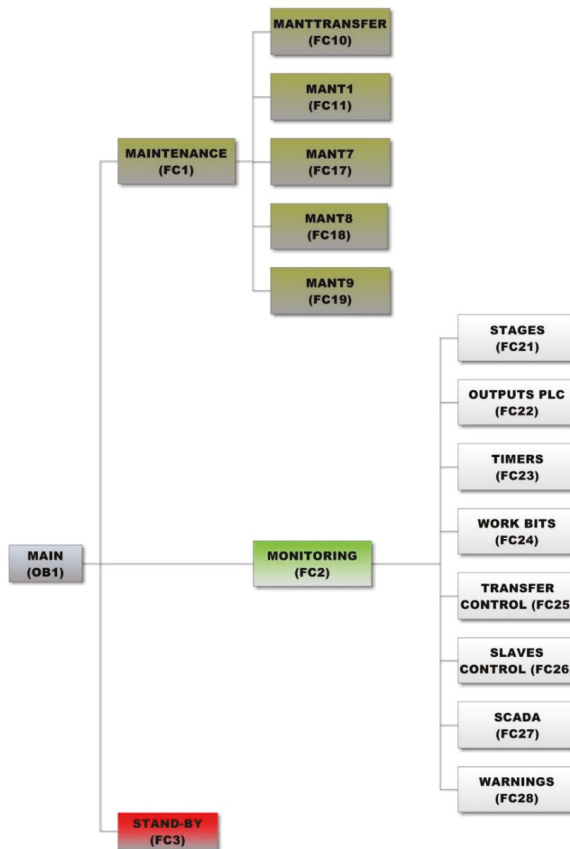 MANTTRANSFER
(FC10)
MANT1
(FC11)
MAINTENANCE
(FC1)
MANT7
(FC17)
MANT8
(FC18)
MANT9
(FC19)
STAGES
(FC21)
OUTPUTS PLC
(FC22)
TIMERS
(FC23)
WORK BITS
(FC24)
MAIN
(OB1)
MONITORING
(FC2)
TRANSFER
CONTROL (FC25
SLAVES
CONTROL (FC26
SCADA
(FC27)
WARNINGS
(FC28)
STAND-BY
(FC3)